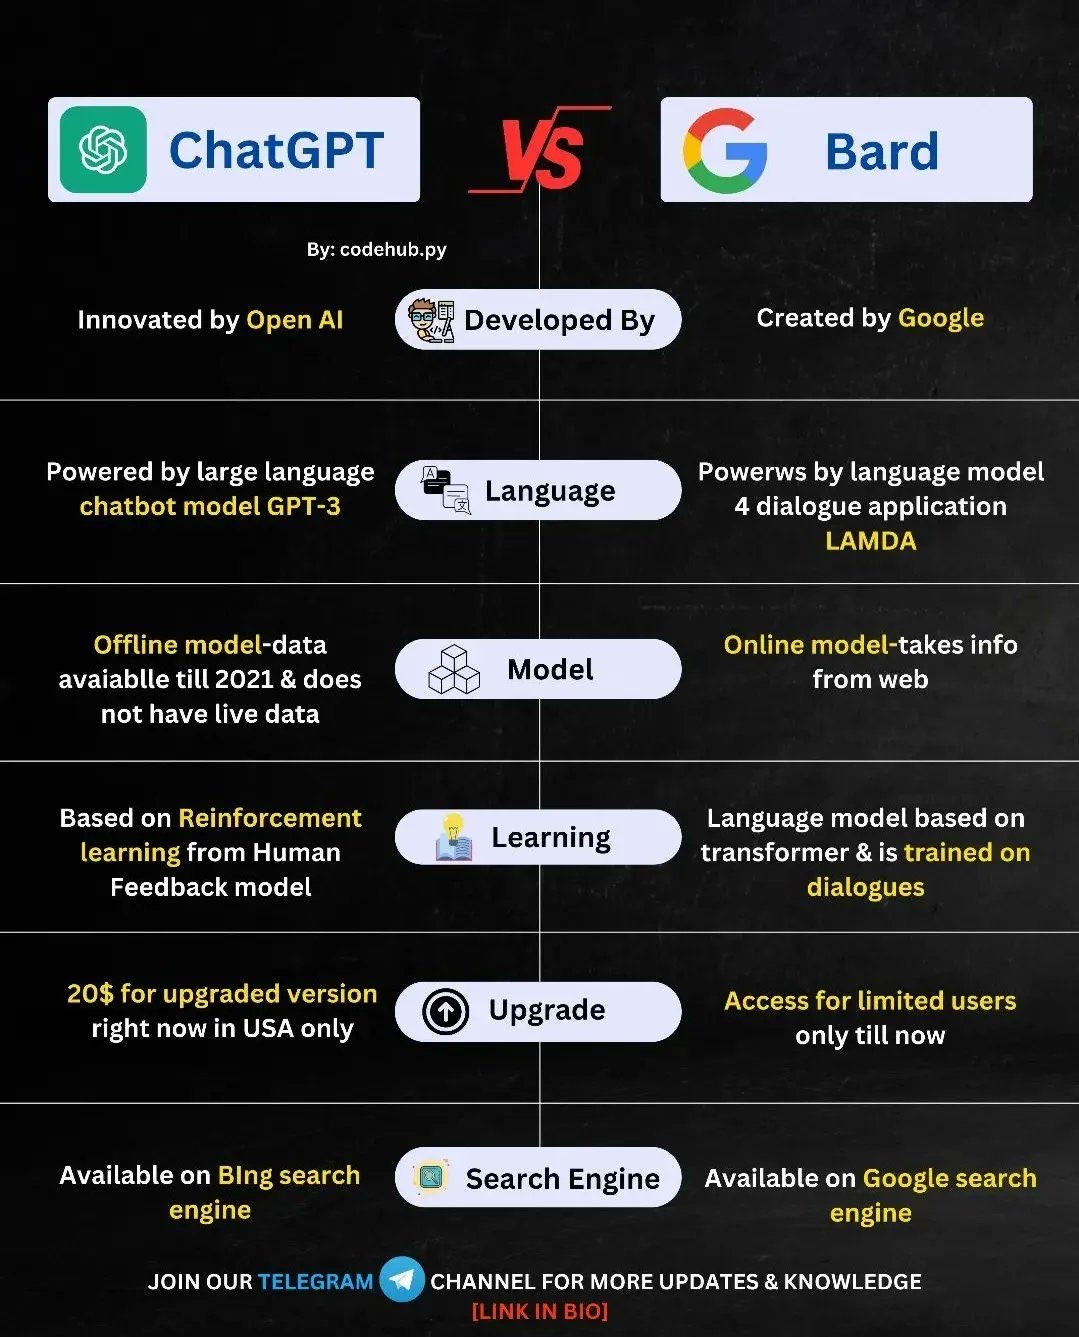 ChatGPT
VS
Bard
By: codehub.py
Innovated by Open AI
Developed By
Created by Google
Powered by large language
chatbot model GPT-3
Language
Powerws by language model
4 dialogue application
LAMDA
Offline model-data
avaiablle till 2021 & does
not have live data
Model
Online model-takes info
from web
Based on Reinforcement
learning from Human
Feedback model
Learning
Language model based on
transformer & is trained on
dialogues
20$ for upgraded version
right now in USA only
Upgrade
Access for limited users
only till now
Available on BIng search
engine
Search Engine
Available on Google search
engine
JOIN OUR TELEGRAM CHANNEL FOR MORE UPDATES & KNOWLEDGE
[LINK IN BIO]